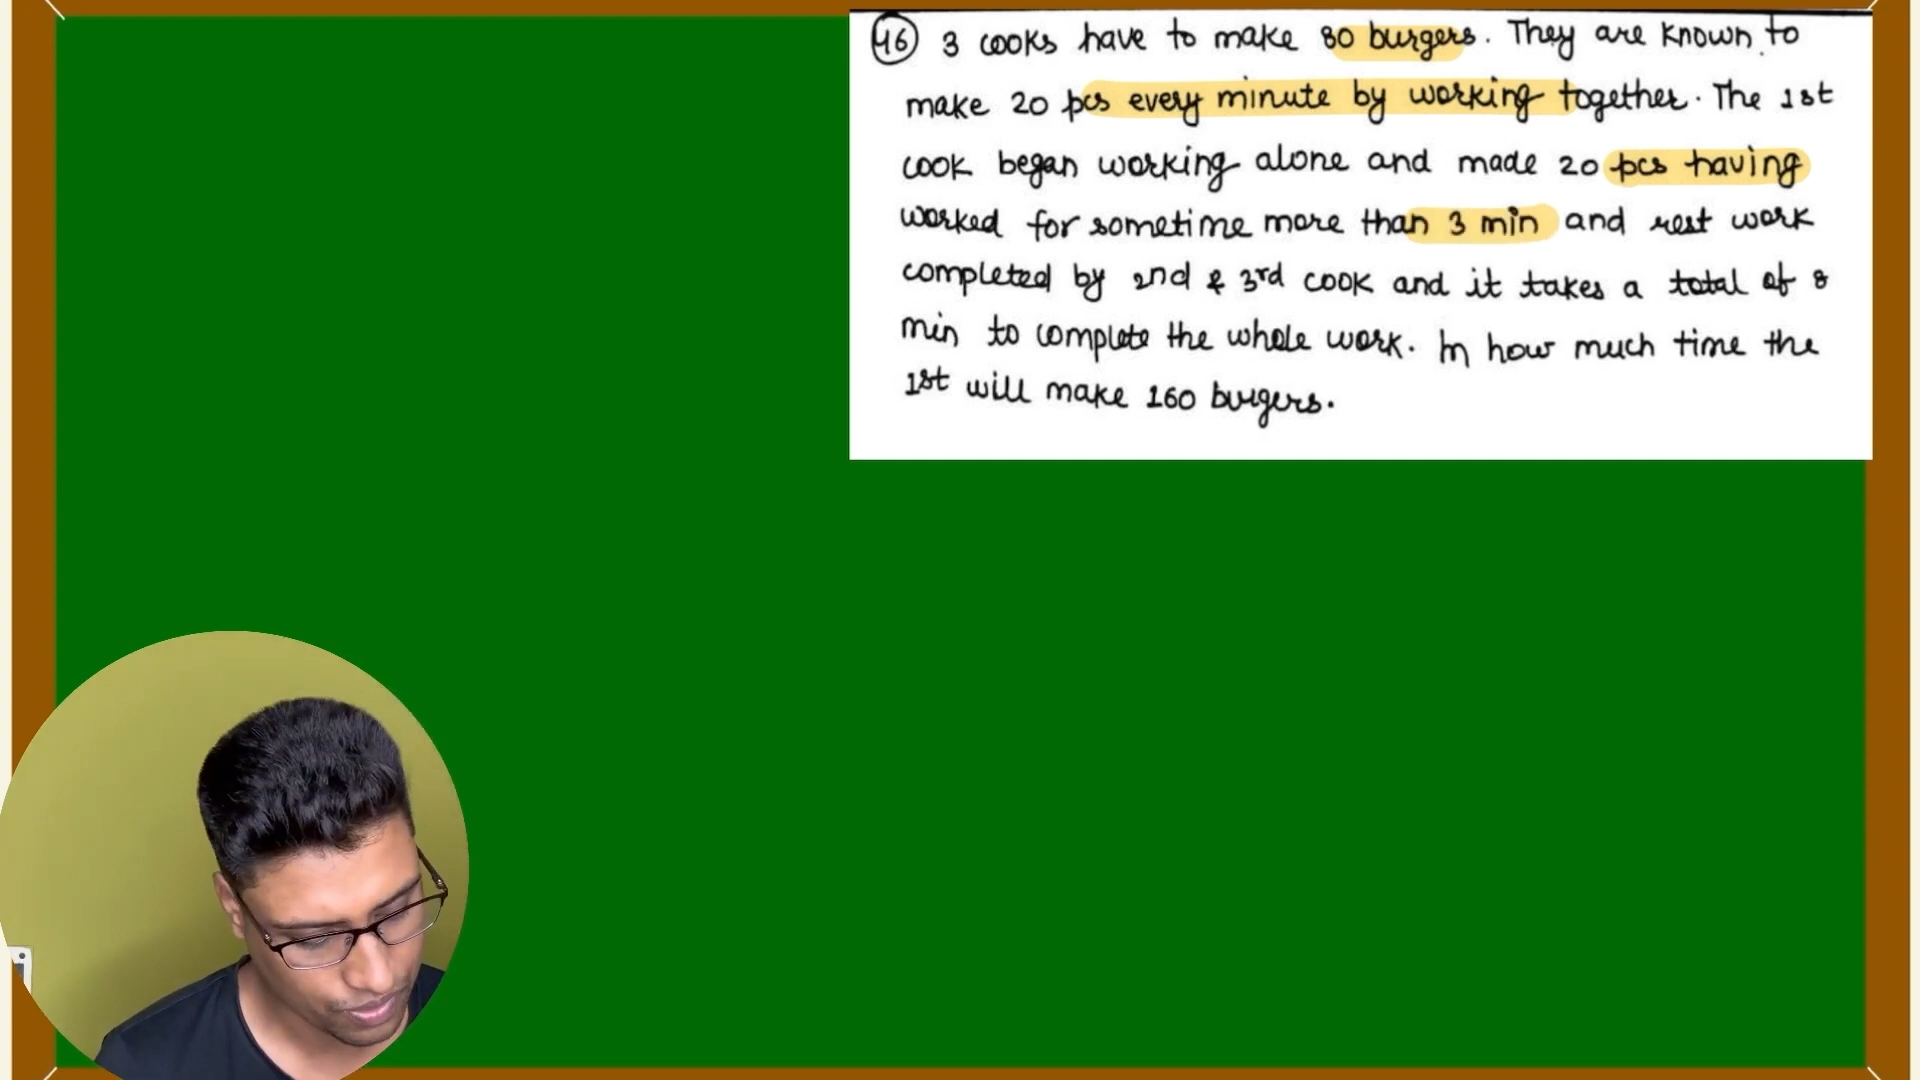 46 3 cooks have to make 80 burgers. They are known to
make 20 pcs every minute by working together. The 1st
cook began working alone and made 20 pcs having
worked for sometime more than 3 min and rest work
completed by 2nd & 3rd cook and it takes a total of 8
min to complete the whole work. In how much time the
1st will make 160 burgers.